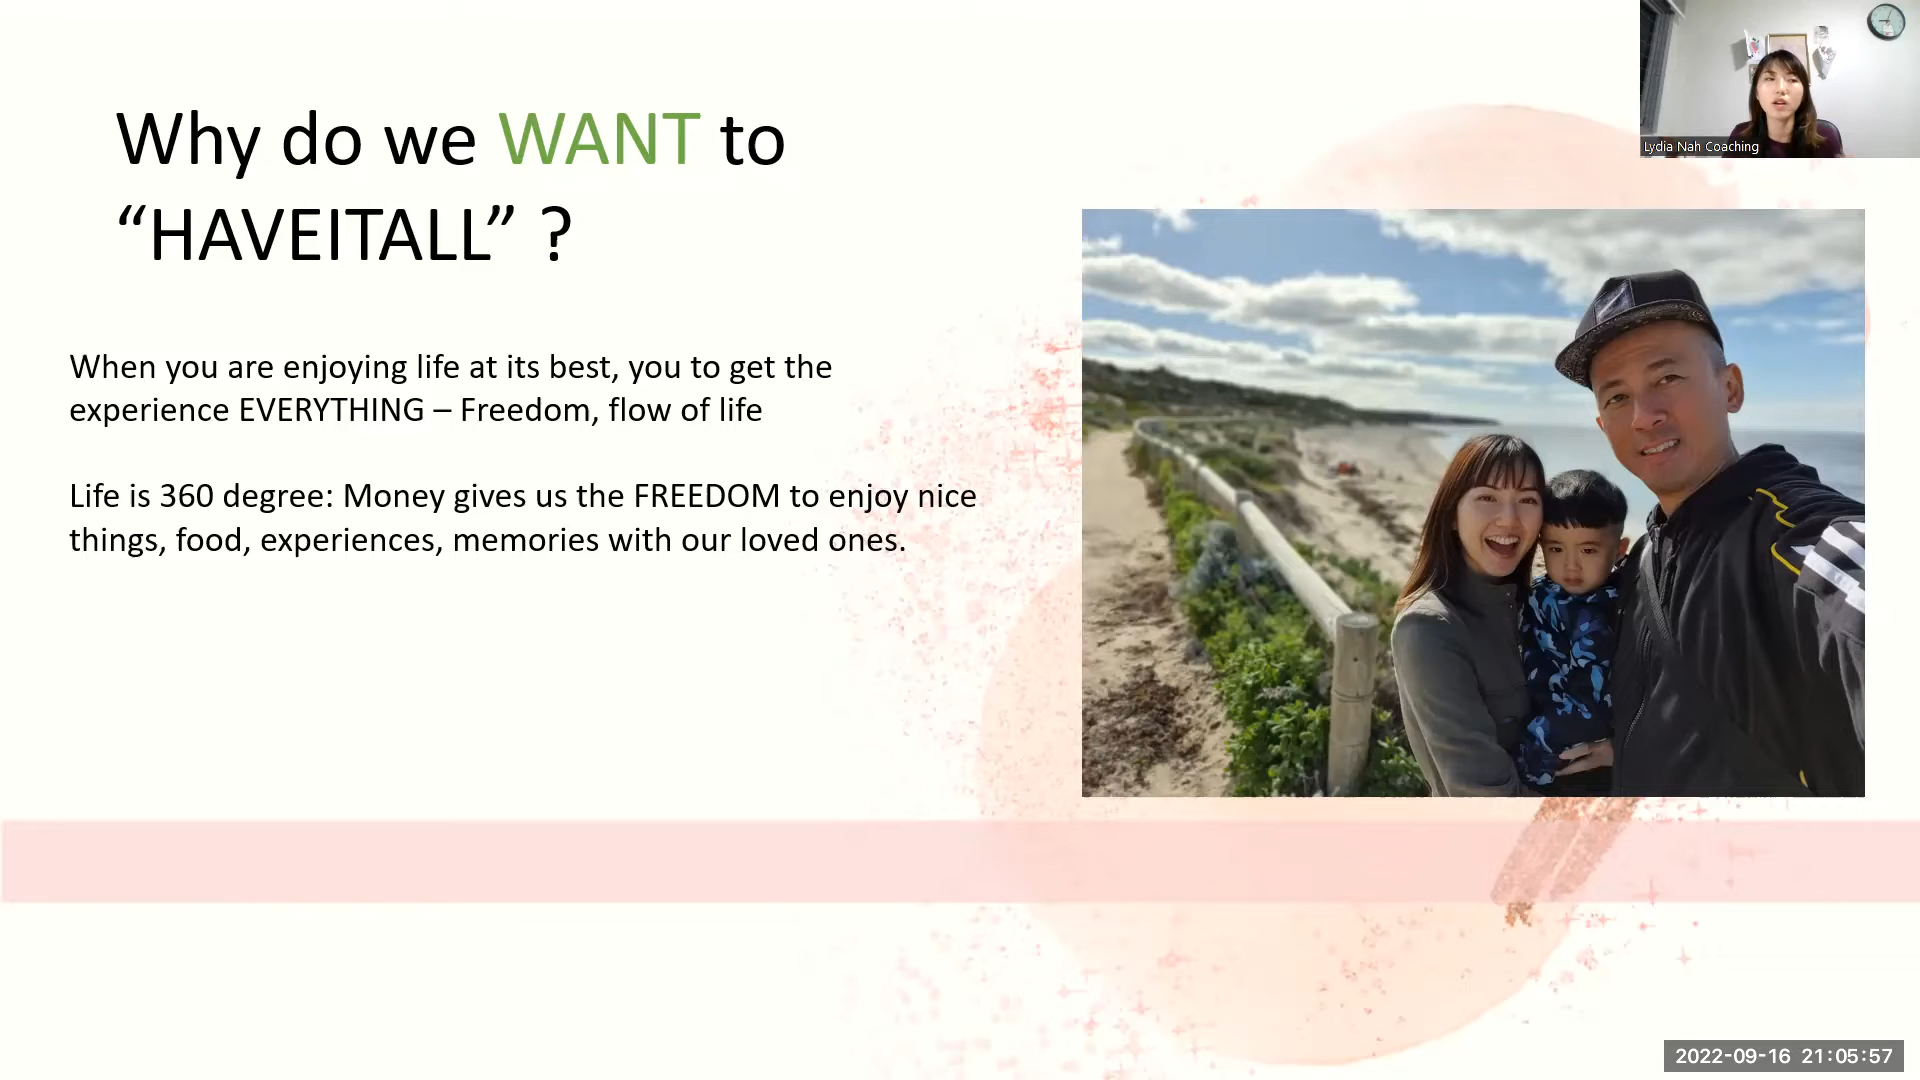 Why do we WANT to
“HAVEITALL” ?
When you are enjoying life at its best, you to get the
experience EVERYTHING – Freedom, flow of life
Life is 360 degree: Money gives us the FREEDOM to enjoy nice
things, food, experiences, memories with our loved ones.
Lydia Nah Coaching
2022-09-16 21:05:57